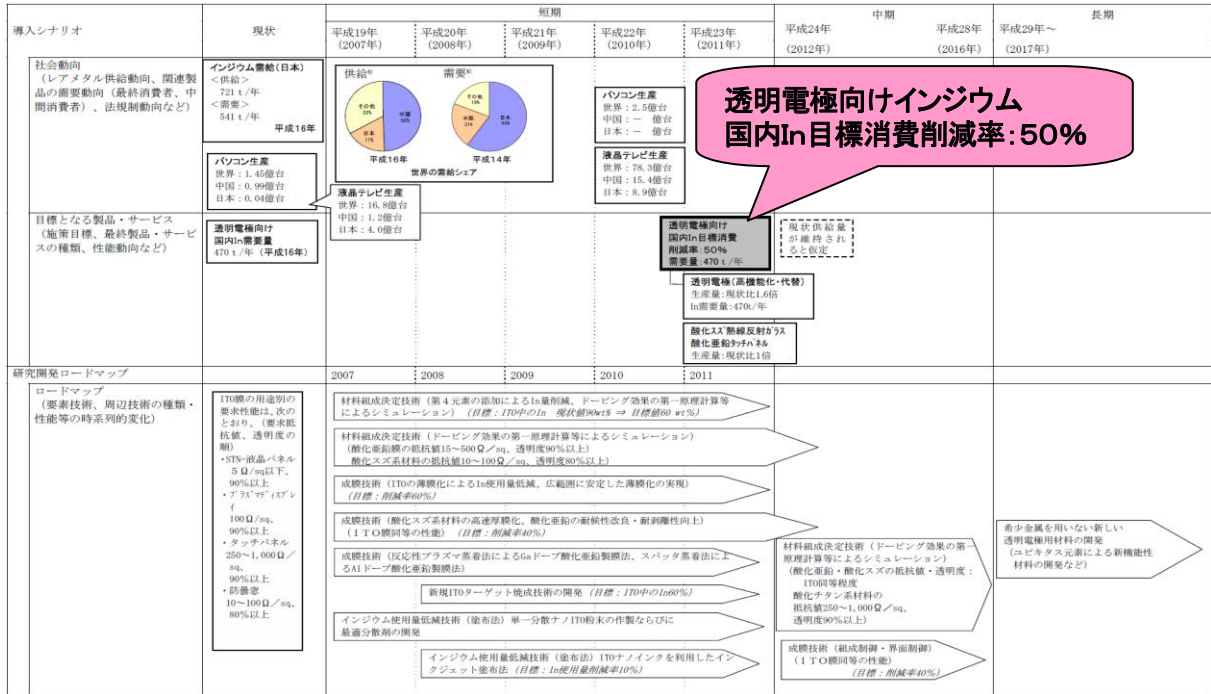 導入シナリオ
現状
短期
中期
長期
平成19年
(2007年)
平成20年
(2008年)
平成21年
(2009年)
平成22年
(2010年)
平成23年
(2011年)
平成24年
(2012年)
平成28年
(2016年)
平成29年~
(2017年)
社会動向
(レアメタル供給動向、関連製
品の需要動向(最終消費者、中
間消費者)、法規制動向など)
インジウム需給(日本)
<供給>
721 t/年
<需要>
541 t/年
平成16年
パソコン生産
世界:1.45億台
中国:0.99億台
日本:0.04億台
供給
需要
その他,
中国
日本
平成16年
その他,
米国,
日本,
平成14年
世界の需給シェア
液晶テレビ生産
世界:16.8億台
中国:1.2億台
日本:4.0億台
パソコン生産
世界:2.5億台
中国:- 億台
日本:- 億台
液晶テレビ生産
世界:78.3億台
中国:15.4億台
日本:8.9億台
透明電極向けインジウム
国内In目標消費削減率:50%
目標となる製品・サービス
(施策目標、最終製品・サービ
スの種類、性能動向など)
透明電極向け
国内In需要量
470 t/年 (平成16年)
透明電極向け
国内In目標消費
削減率:50%
需要量:470 t/年
現状供給量
が維持され
ると仮定
透明電極(高機能化・代替)
生産量:現状比1.6倍
In需要量:470t/年
酸化スズ熱線反射ガラス
酸化亜鉛タッチパネル
生産量:現状比1倍
研究開発ロードマップ
2007
2008
2009
2010
2011
ロードマップ
(要素技術、周辺技術の種類・
性能等の時系列的変化)
ITO膜の用途別の
要求性能は、次の
とおり。(要求抵
抗値、透明度の
順)
・STN-液晶パネル
5Ω/sq以下、
90%以上
・プラズマディスプレ
イ
100Ω/sq、
90%以上
・タッチパネル
250~1,000Ω/
sq、
90%以上
・防曇窓
10~100Ω/sq、
80%以上
材料組成決定技術(第4元素の添加によるIn量削減、ドーピング効果の第一原理計算等
によるシミュレーション) (目標:ITO中のIn 現状値90wt% ⇒ 目標値60 wt%)
材料組成決定技術(ドーピング効果の第一原理計算等によるシミュレーション)
(酸化亜鉛膜の抵抗値15~500Ω/sq、透明度90%以上)
酸化スズ系材料の抵抗値10~100Ω/sq、透明度80%以上)
成膜技術(ITOの薄膜化によるIn使用量低減、広範囲に安定した薄膜化の実現)
(目標:削減率60%)
成膜技術(酸化スズ系材料の高速厚膜化、酸化亜鉛の耐候性改良・耐剥離性向上)
(ITO膜同等の性能) (目標:削減率40%)
成膜技術(反応性プラズマ蒸着法によるGaドープ酸化亜鉛製膜法、スパッタ蒸着法によ
るAlドープ酸化亜鉛製膜法)
新規ITOターゲット焼成技術の開発 (目標:ITO中のIn60%)
インジウム使用量低減技術(塗布法)単一分散ナノITO粉末の作製ならびに
最適分散剤の開発
インジウム使用量低減技術(塗布法)ITOナノインクを利用したイン
クジェット塗布法 (目標:In使用量削減率10%)
材料組成決定技術(ドーピング効果の第一
原理計算等によるシミュレーション)
(酸化亜鉛・酸化スズの抵抗値・透明度:
ITO同等程度
酸化チタン系材料の
抵抗値250~1,000Ω/sq、
透明度90%以上)
成膜技術(組成制御・界面制御)
(ITO膜同等の性能)
(目標:削減率40%)
希少金属を用いない新しい
透明電極用材料の開発
(ユビキタス元素による新機能性
材料の開発など)